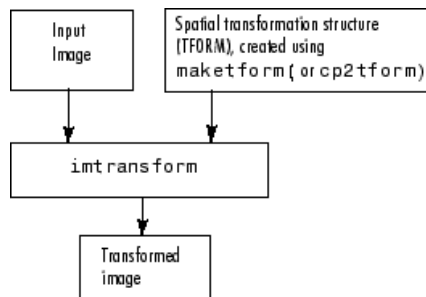 Input
Image
Spatial transformation structure
(TFORM), created using
maketform( or cp2tform)
imtransform
Transformed
image